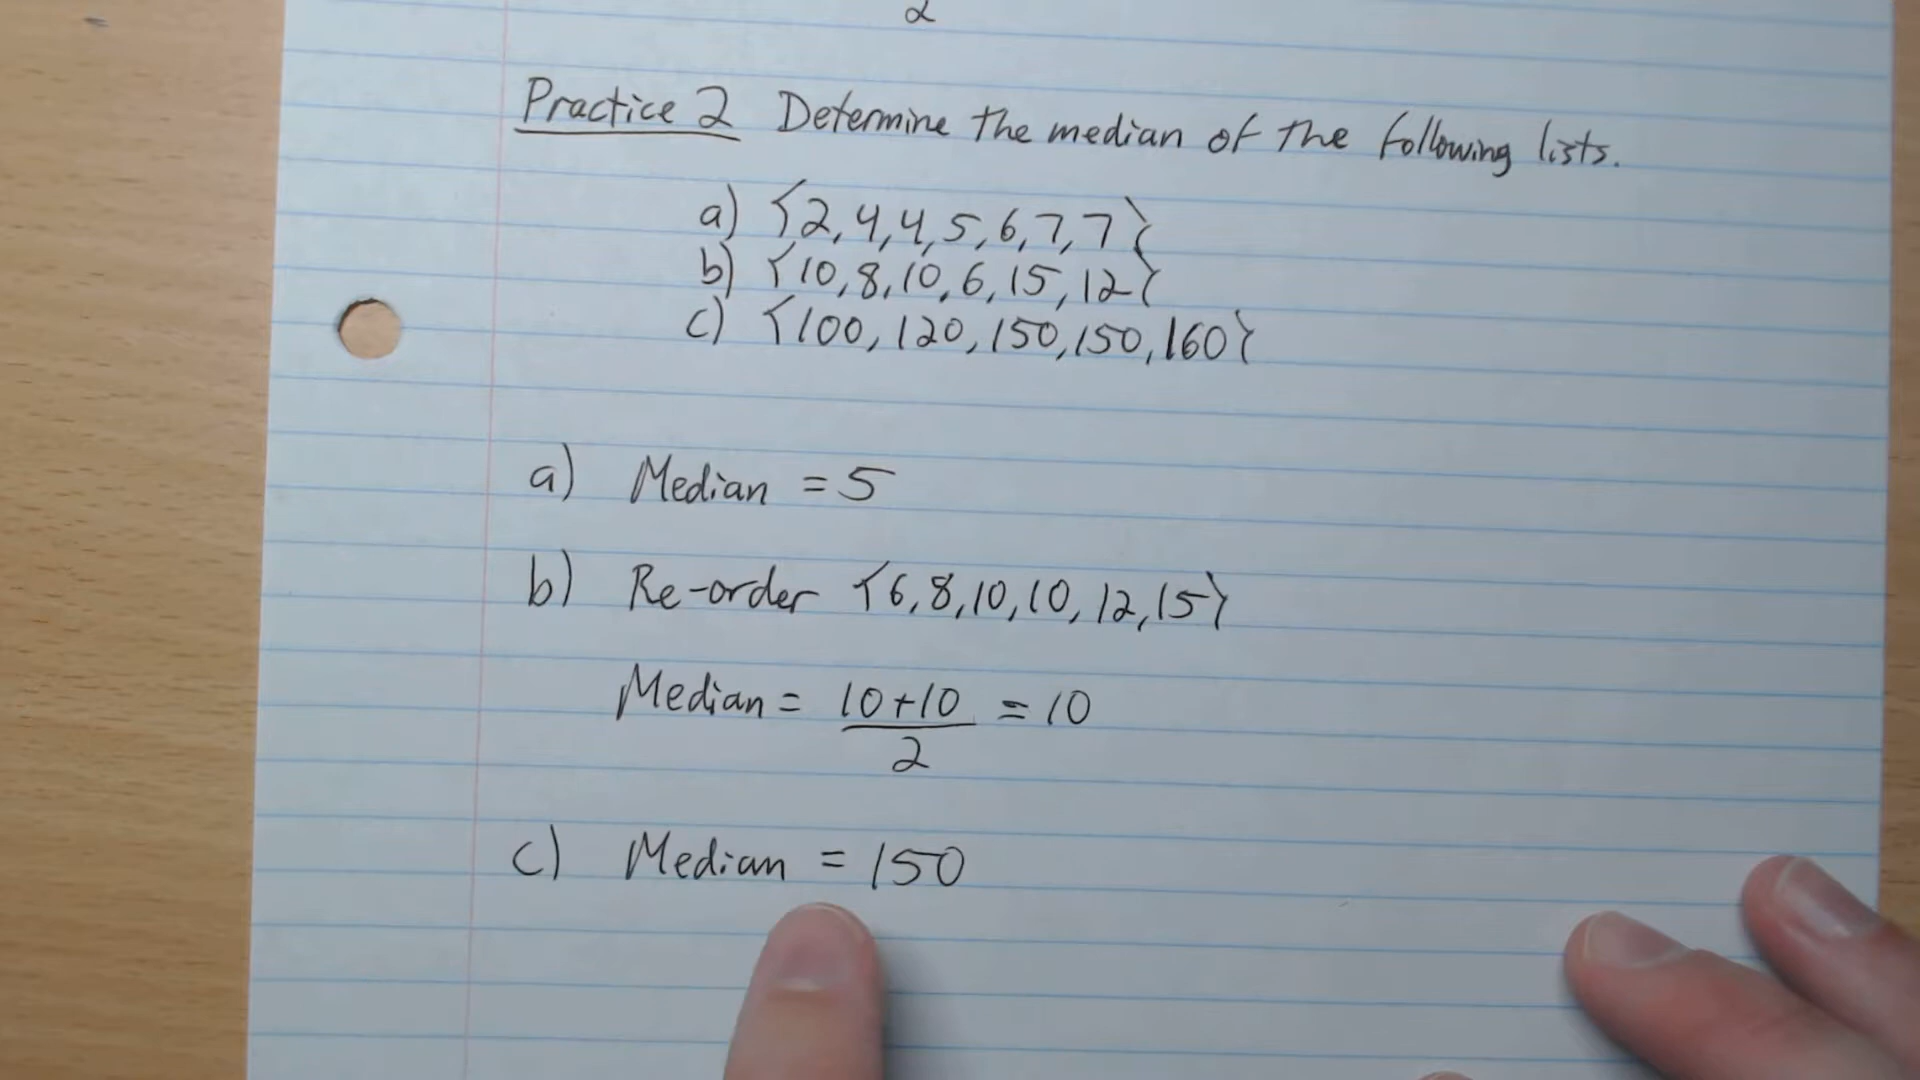 2
Practice 2 Determine the median of the following lists.
a) {2,4,4,5,6,7,7}
b) {10,8,10,6,15,12}
c) {100,120,150,150,160}
a) Median = 5
b) Re-order {6,8,10,10,12,15}
Median = 10+10 = 10
2
c) Median = 150